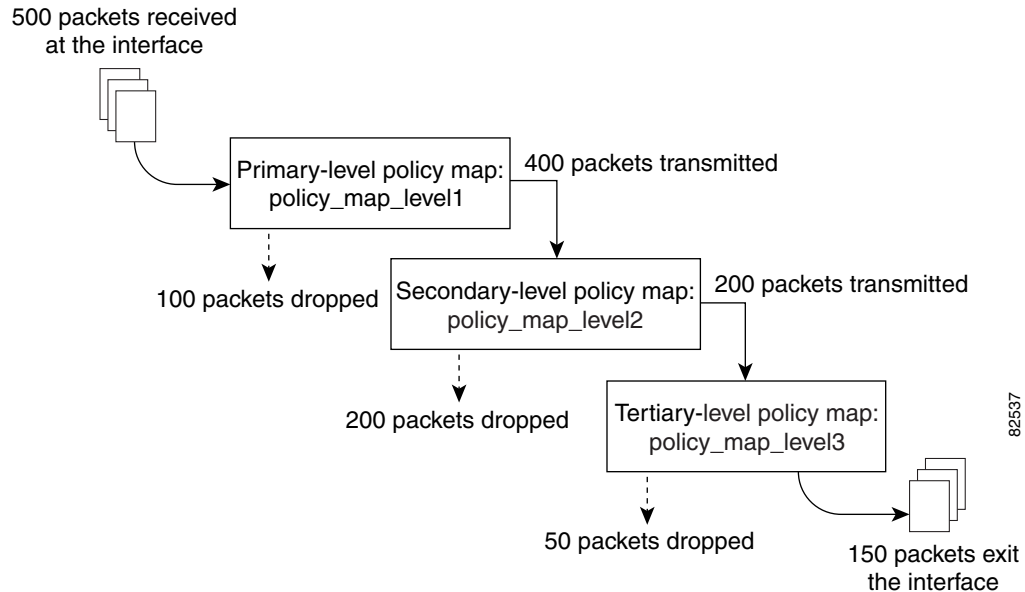 500 packets received
at the interface
Primary-level policy map:
policy_map_level1
400 packets transmitted
100 packets dropped
Secondary-level policy map:
policy_map_level2
200 packets transmitted
200 packets dropped
Tertiary-level policy map:
policy_map_level3
82537
50 packets dropped
150 packets exit
the interface